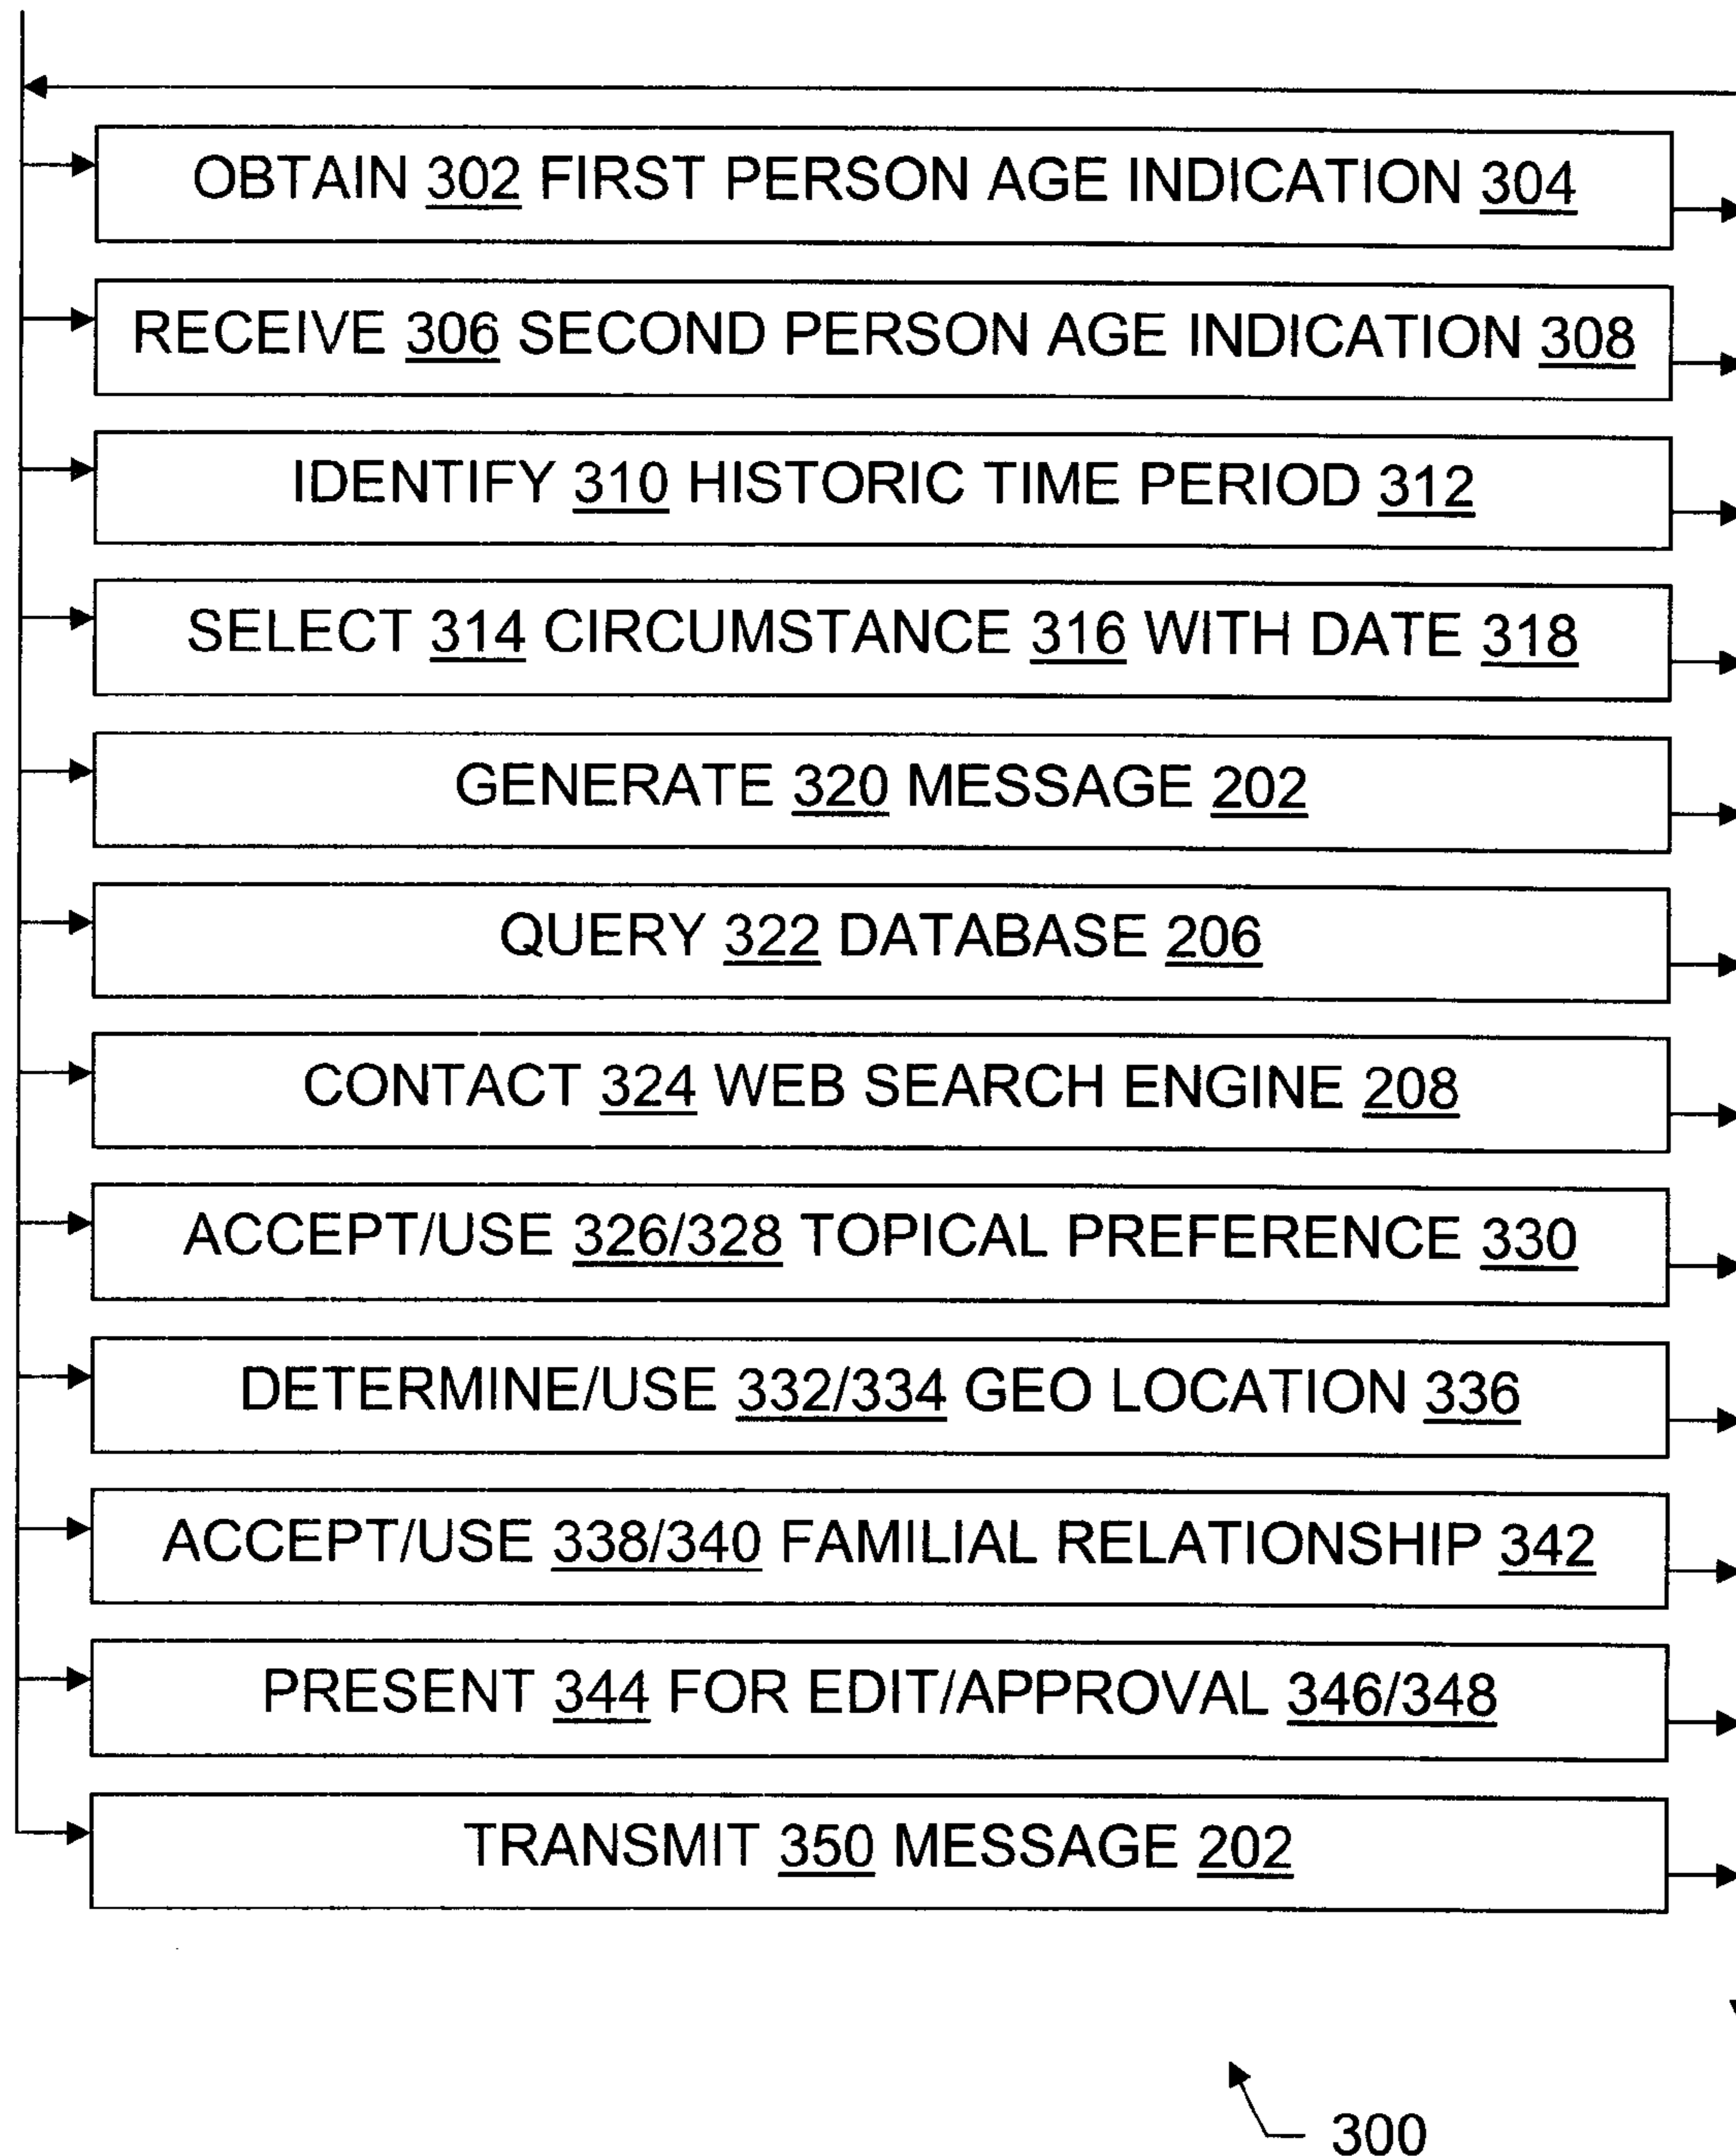 OBTAIN 302 FIRST PERSON AGE INDICATION 304
RECEIVE 306 SECOND PERSON AGE INDICATION 308
IDENTIFY 310 HISTORIC TIME PERIOD 312
SELECT 314 CIRCUMSTANCE 316 WITH DATE 318
GENERATE 320 MESSAGE 202
QUERY 322 DATABASE 206
CONTACT 324 WEB SEARCH ENGINE 208
ACCEPT/USE 326/328 TOPICAL PREFERENCE 330
DETERMINE/USE 332/334 GEO LOCATION 336
ACCEPT/USE 338/340 FAMILIAL RELATIONSHIP 342
PRESENT 344 FOR EDIT/APPROVAL 346/348
TRANSMIT 350 MESSAGE 202
300